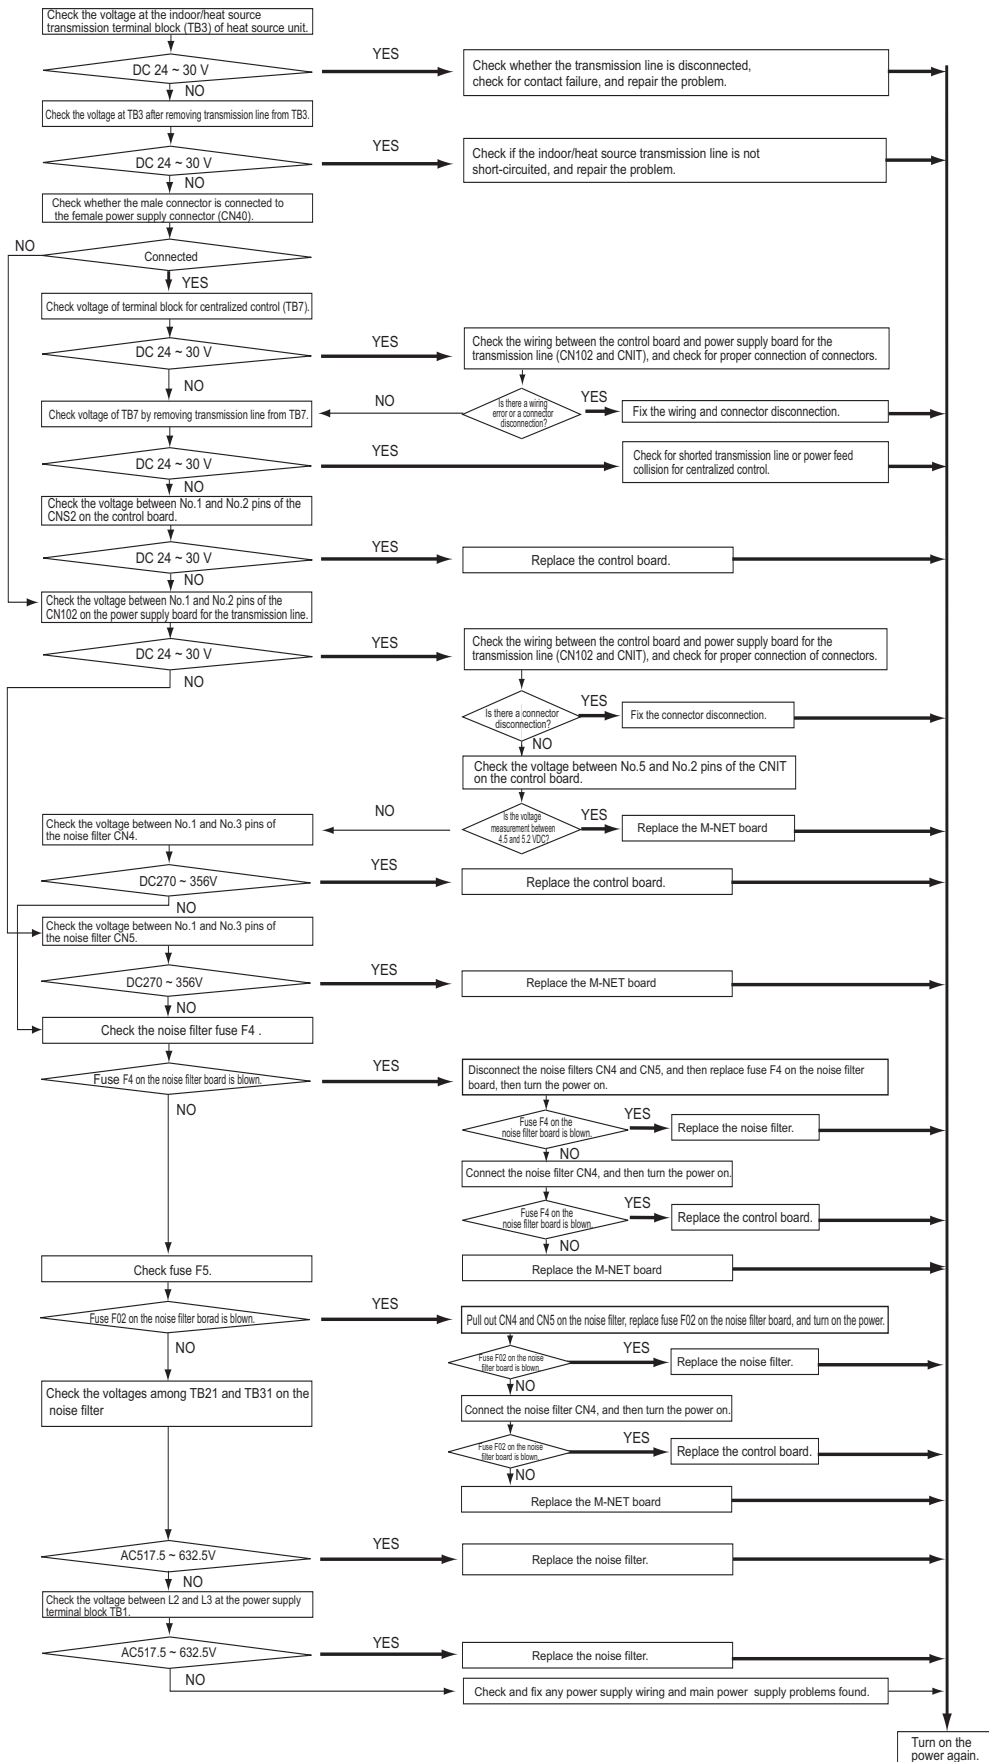 Check the voltage at the indoor/heat source
transmission terminal block (TB3) of heat source unit.
YES
DC 24 ~ 30 V
Check whether the transmission line is disconnected,
check for contact failure, and repair the problem.
NO
Check the voltage at TB3 after removing transmission line from TB3.
YES
DC 24 ~ 30 V
Check if the indoor/heat source transmission line is not
short-circuited, and repair the problem.
NO
Check whether the male connector is connected to
the female power supply connector (CN40).
NO
Connected
YES
Check voltage of terminal block for centralized control (TB7).
YES
DC 24 ~ 30 V
Check the wiring between the control board and power supply board for the
transmission line (CN102 and CNIT), and check for proper connection of connectors.
NO
Check voltage of TB7 by removing transmission line from TB7.
NO
Is there a wiring
error or a connector
disconnection?
YES
Fix the wiring and connector disconnection.
YES
DC 24 ~ 30 V
Check for shorted transmission line or power feed
collision for centralized control.
NO
Check the voltage between No.1 and No.2 pins of the
CNS2 on the control board.
YES
DC 24 ~ 30 V
Replace the control board.
NO
Check the voltage between No.1 and No.2 pins of the
CN102 on the power supply board for the transmission line.
YES
DC 24 ~ 30 V
Check the wiring between the control board and power supply board for the
transmission line (CN102 and CNIT), and check for proper connection of connectors.
NO
Is there a connector
disconnection?
YES
Fix the connector disconnection.
NO
Check the voltage between No.5 and No.2 pins of the CNIT
on the control board.
NO
Is the voltage
measurement between
4.5 and 5.2 VDC?
YES
Replace the M-NET board
Check the voltage between No.1 and No.3 pins of
the noise filter CN4.
YES
DC270 ~ 356V
Replace the control board.
NO
Check the voltage between No.1 and No.3 pins of
the noise filter CN5.
YES
DC270 ~ 356V
Replace the M-NET board
NO
Check the noise filter fuse F4 .
YES
Fuse F4 on the noise filter board is blown.
Disconnect the noise filters CN4 and CN5, and then replace fuse F4 on the noise filter
board, then turn the power on.
NO
Fuse F4 on the
noise filter board is blown.
YES
Replace the noise filter.
NO
Connect the noise filter CN4, and then turn the power on.
Fuse F4 on the
noise filter board is blown.
YES
Replace the control board.
NO
Replace the M-NET board
Check fuse F5.
YES
Fuse F02 on the noise filter borad is blown.
Pull out CN4 and CN5 on the noise filter, replace fuse F02 on the noise filter board, and turn on the power.
NO
Fuse F02 on the noise
filter board is blown.
YES
Replace the noise filter.
NO
Check the voltages among TB21 and TB31 on the
noise filter
Connect the noise filter CN4, and then turn the power on.
Fuse F02 on the noise
filter board is blown.
YES
Replace the control board.
NO
Replace the M-NET board
YES
AC517.5 ~ 632.5V
Replace the noise filter.
NO
Check the voltage between L2 and L3 at the power supply
terminal block TB1.
YES
AC517.5 ~ 632.5V
Replace the noise filter.
NO
Check and fix any power supply wiring and main power supply problems found.
Turn on the
power again.